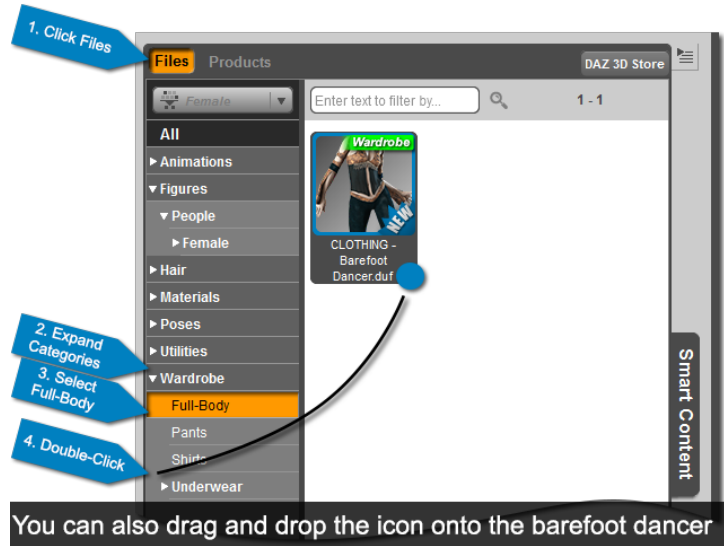 1. Click Files
Files Products
DAZ 3D Store
Female
Enter text to filter by...
1 - 1
All
Animations
Figures
People
Female
Hair
Materials
Poses
Utilities
Wardrobe
Full-Body
Pants
Shirts
Underwear
Wardrobe
NEW
CLOTHING -
Barefoot
Dancer.duf
2. Expand
Categories
3. Select
Full-Body
4. Double-Click
Smart Content
You can also drag and drop the icon onto the barefoot dancer